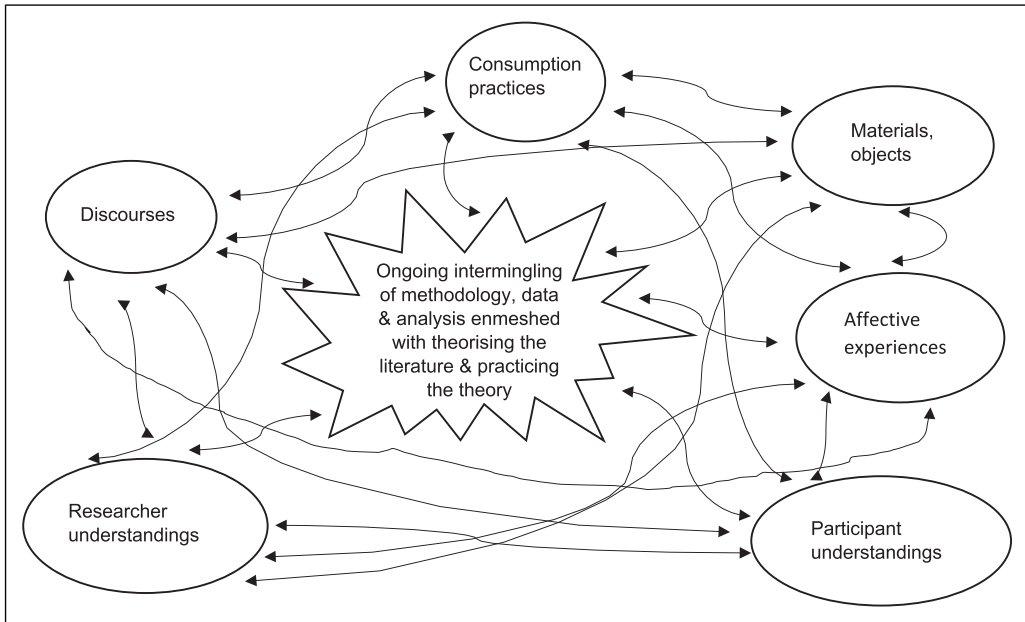 Consumption
practices
Materials,
objects
Discourses
Ongoing intermingling
of methodology, data
& analysis enmeshed
with theorising the
literature & practicing
the theory
Affective
experiences
Researcher
understandings
Participant
understandings